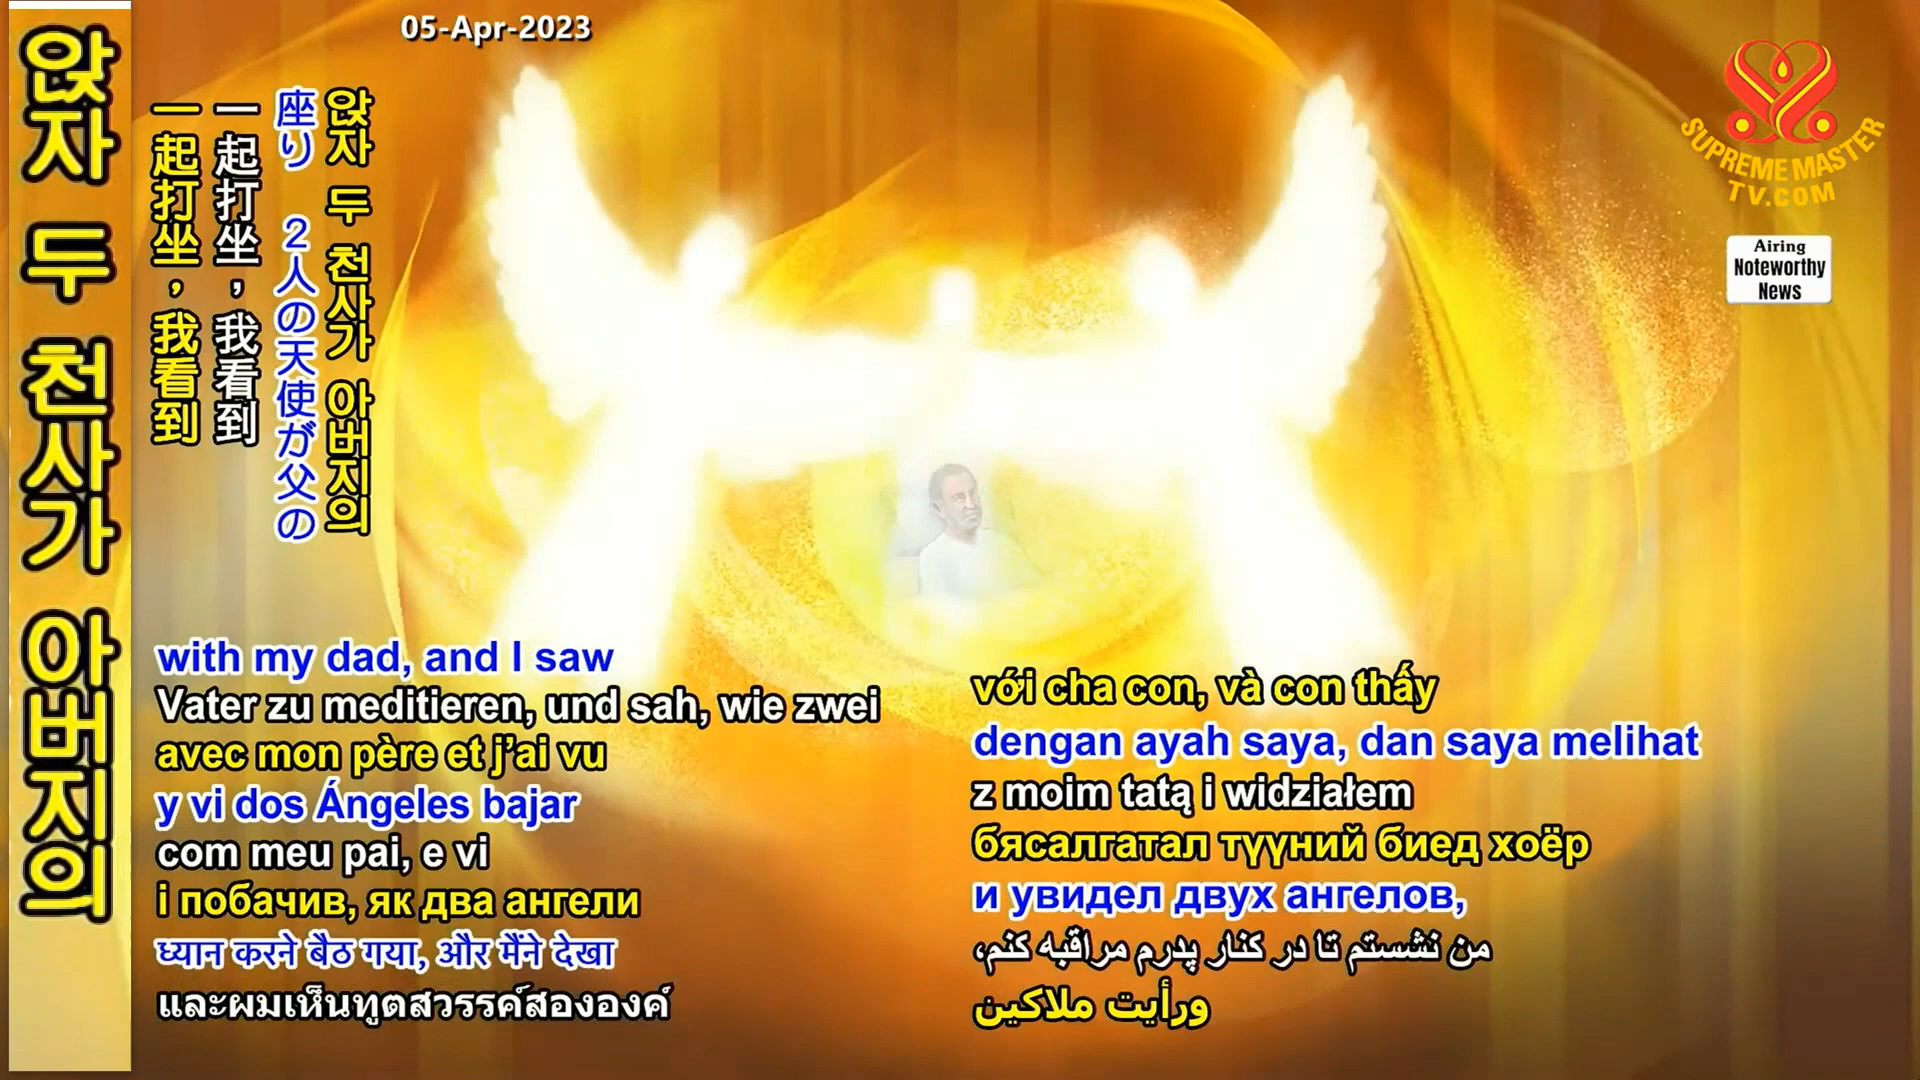 05-Apr-2023
SUPREME MASTER
TV.COM
Airing
Noteworthy
News
앉자 두 천사가 아버지의
一起打坐，我看到
一起打坐，我看到
座り 2人の天使が父の
앉자 두 천사가 아버지의
with my dad, and I saw
Vater zu meditieren, und sah, wie zwei
avec mon père et j’ai vu
y vi dos Ángeles bajar
com meu pai, e vi
і побачив, як два ангели
ध्यान करने बैठ गया, और मैंने देखा
และผมเห็นทูตสวรรค์สององค์
với cha con, và con thấy
dengan ayah saya, dan saya melihat
z moim tatą i widziałem
бясалгатал түүний биед хоёр
и увидел двух ангелов,
من نشستم تا در کنار پدرم مراقبه کنم،
ورأيت ملاكين